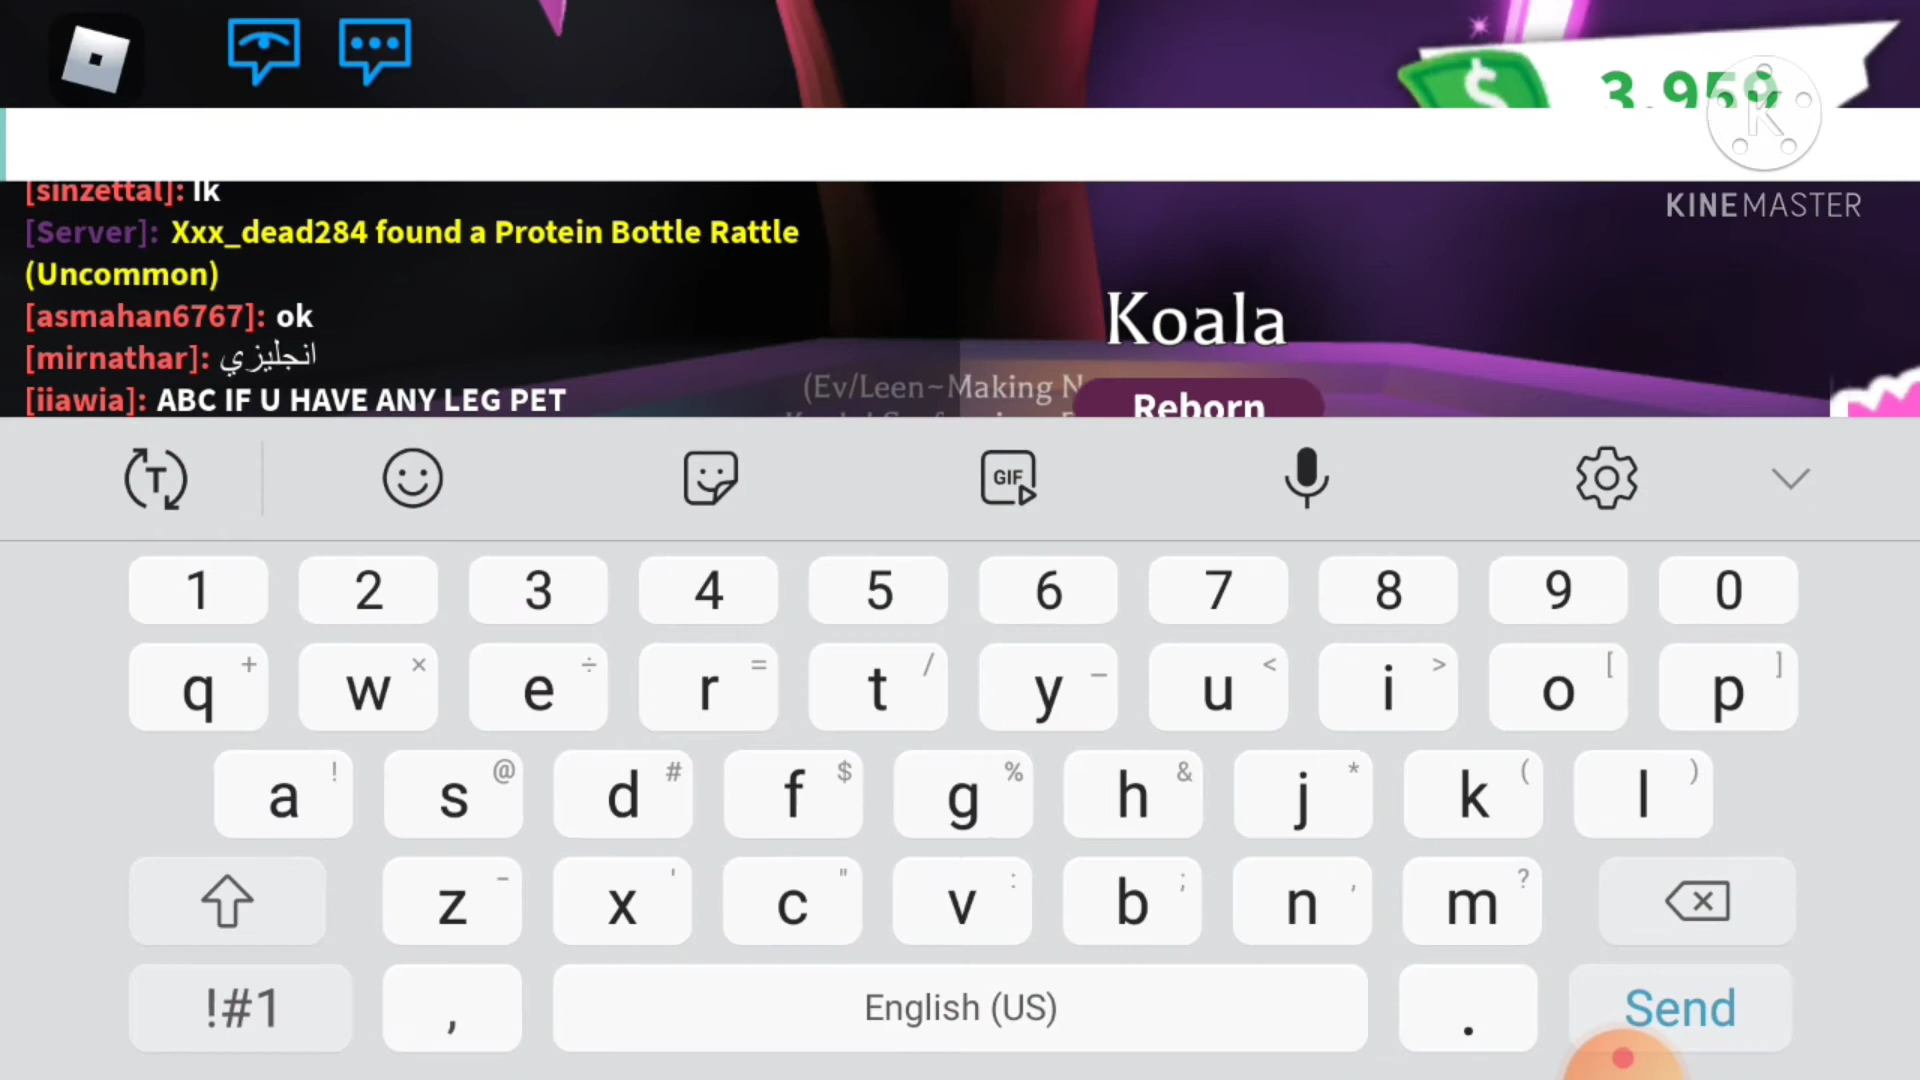 3,959
KINEMASTER
[sinzettal]: Ik
[Server]: Xxx_dead284 found a Protein Bottle Rattle
(Uncommon)
[asmahan6767]: ok
[mirnathar]: انجليزي
[iiawia]: ABC IF U HAVE ANY LEG PET
Koala
(Ev/Leen~Making N
Reborn
T
GIF
1 2 3 4 5 6 7 8 9 0
q + w × e ÷ r = t / y _ u < i > o [ p ]
a ! s @ d # f $ g % h & j * k ( l )
z - x ' c " v : b ; n , m ?
!#1 , English (US) . Send